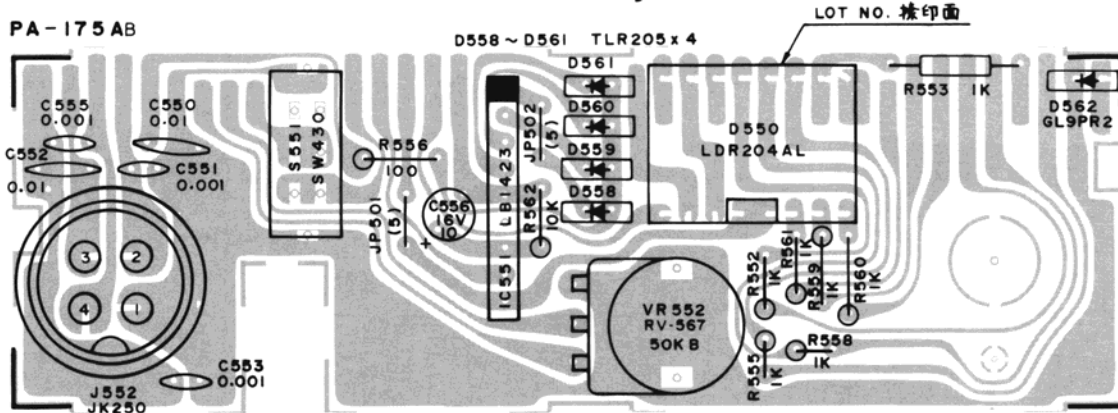 LOT NO. 捺印面
PA-175AB
D558~D561 TLR205x4
C555
0.001
C550
0.01
C552
0.01
C551
0.001
S551
SW430
R556
100
JP501
(5)
C556
16V
10
+
IC551 LB1423
JP502
(5)
R562
10K
D561
D560
D559
D558
D550
LDR204AL
R553 1K
D562
GL9PR2
3
2
4
1
J552
JK250
C553
0.001
VR552
RV-567
50KB
R552
1K
R561
1K
R559
1K
R560
1K
R555
1K
R558
1K